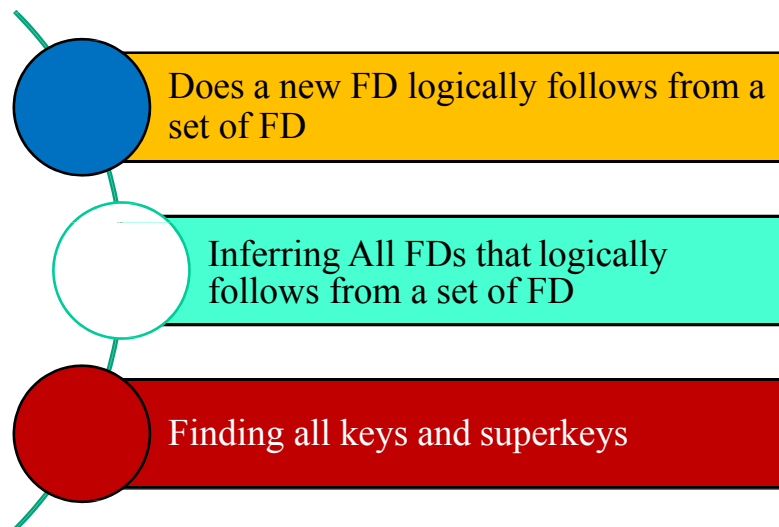 Does a new FD logically follows from a
set of FD
Inferring All FDs that logically
follows from a set of FD
Finding all keys and superkeys